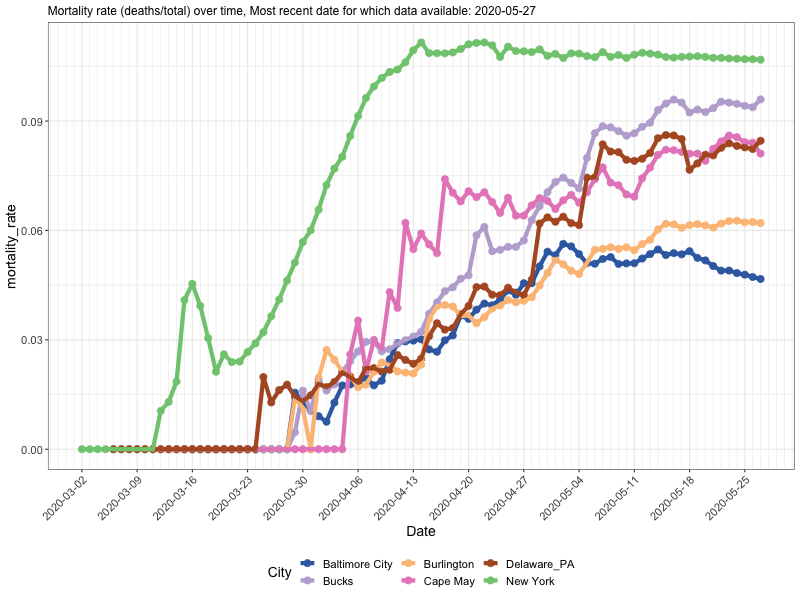 Mortality rate (deaths/total) over time, Most recent date for which data available: 2020-05-27
mortality_rate
0.09
0.06
0.03
0.00
2020-03-02
2020-03-09
2020-03-16
2020-03-23
2020-03-30
2020-04-06
2020-04-13
2020-04-20
2020-04-27
2020-05-04
2020-05-11
2020-05-18
2020-05-25
Date
City
Baltimore City
Burlington
Delaware_PA
Bucks
Cape May
New York